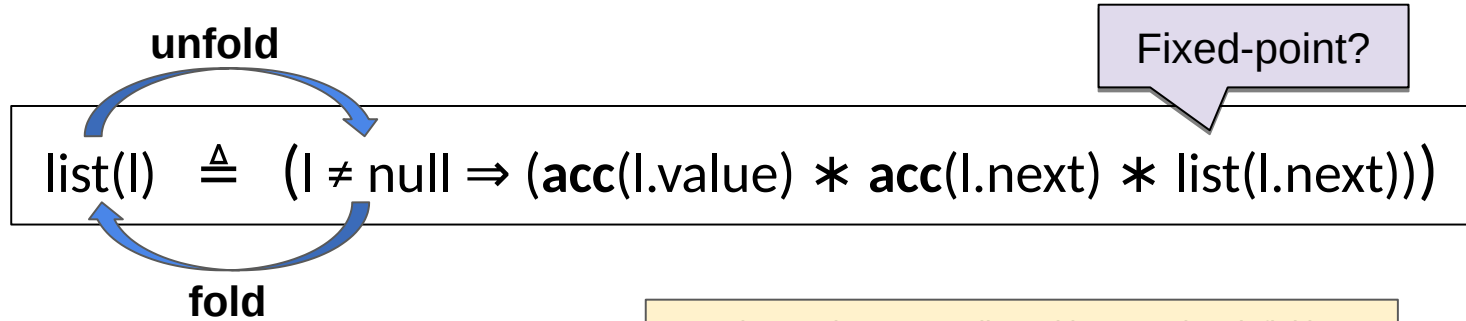 unfold
Fixed-point?
list(l) ≜ (l ≠ null ⇒ (acc(l.value) ∗ acc(l.next) ∗ list(l.next)))
fold